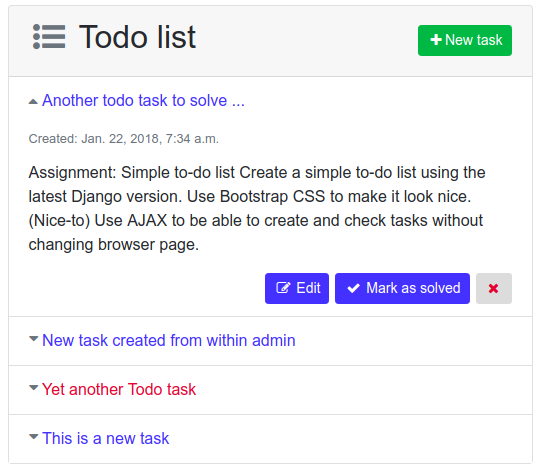 Todo list
New task
Another todo task to solve ...
Created: Jan. 22, 2018, 7:34 a.m.
Assignment: Simple to-do list Create a simple to-do list using the
latest Django version. Use Bootstrap CSS to make it look nice.
(Nice-to) Use AJAX to be able to create and check tasks without
changing browser page.
Edit
Mark as solved
New task created from within admin
Yet another Todo task
This is a new task